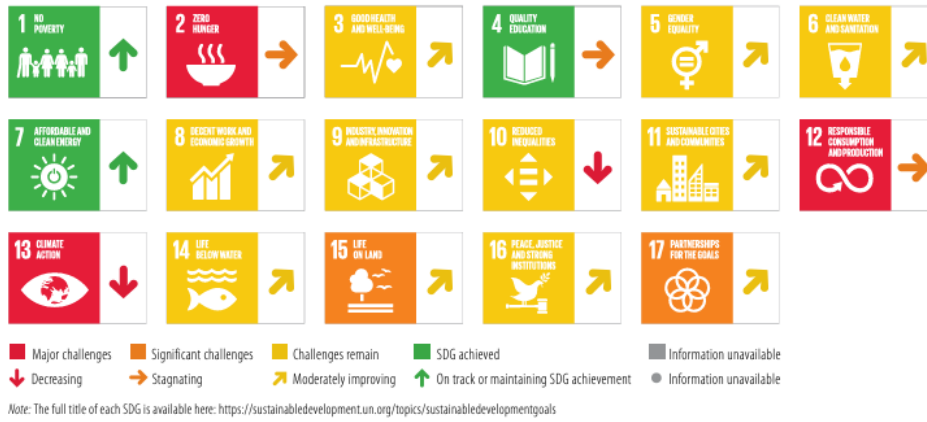 1 NO
POVERTY
2 ZERO
HUNGER
3 GOOD HEALTH
AND WELL-BEING
4 QUALITY
EDUCATION
5 GENDER
EQUALITY
6 CLEAN WATER
AND SANITATION
7 AFFORDABLE AND
CLEAN ENERGY
8 DECENT WORK AND
ECONOMIC GROWTH
9 INDUSTRY, INNOVATION
AND INFRASTRUCTURE
10 REDUCED
INEQUALITIES
11 SUSTAINABLE CITIES
AND COMMUNITIES
12 RESPONSIBLE
CONSUMPTION
AND PRODUCTION
13 CLIMATE
ACTION
14 LIFE
BELOW WATER
15 LIFE
ON LAND
16 PEACE, JUSTICE
AND STRONG
INSTITUTIONS
17 PARTNERSHIPS
FOR THE GOALS
Major challenges Significant challenges Challenges remain SDG achieved Information unavailable
Decreasing Stagnating Moderately improving On track or maintaining SDG achievement Information unavailable
Note: The full title of each SDG is available here: https://sustainabledevelopment.un.org/topics/sustainabledevelopmentgoals